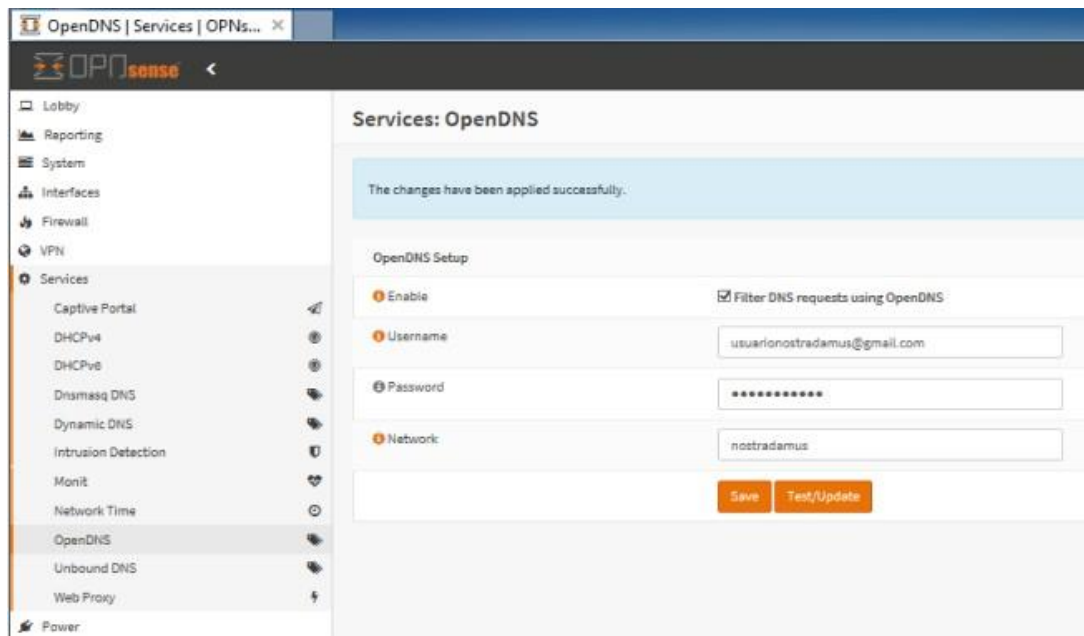 OpenDNS | Services | OPNs...
OPNsense
Lobby
Reporting
System
Interfaces
Firewall
VPN
Services
Captive Portal
DHCPv4
DHCPv6
Dnsmasq DNS
Dynamic DNS
Intrusion Detection
Monit
Network Time
OpenDNS
Unbound DNS
Web Proxy
Power
Services: OpenDNS
The changes have been applied successfully.
OpenDNS Setup
Enable
Filter DNS requests using OpenDNS
Username
usuarionostradamus@gmail.com
Password
•••••••••••
Network
nostradamus
Save Test/Update